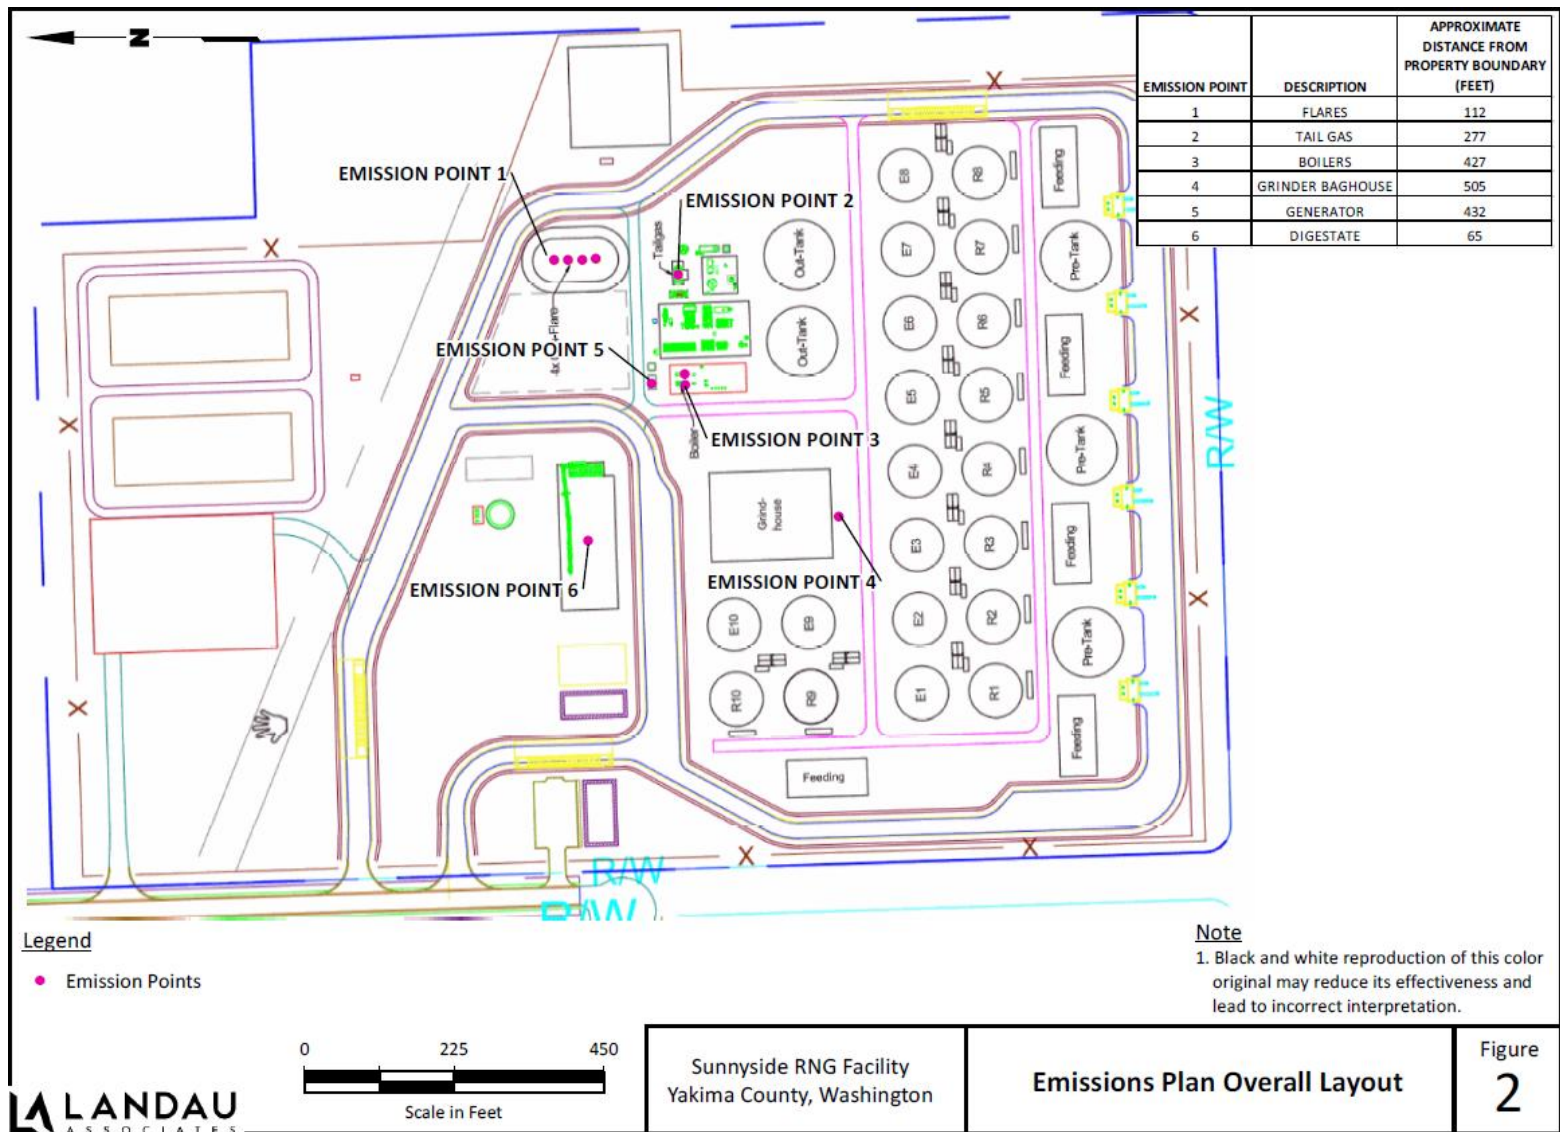 N
EMISSION POINT
DESCRIPTION
APPROXIMATE
DISTANCE FROM
PROPERTY BOUNDARY
(FEET)
1 FLARES 112
2 TAIL GAS 277
3 BOILERS 427
4 GRINDER BAGHOUSE 505
5 GENERATOR 432
6 DIGESTATE 65
X
X
EMISSION POINT 1
EMISSION POINT 2
Tailgas
Out-Tank
Out-Tank
4x
Flare
EMISSION POINT 5
EMISSION POINT 3
Boiler
Grind-
house
EMISSION POINT 4
EMISSION POINT 6
E8
R8
E7
R7
E6
R6
E5
R5
E4
R4
E3
R3
E2
R2
E1
R1
E10
E9
R10
R9
Feeding
Pre-Tank
Feeding
Pre-Tank
Feeding
Pre-Tank
Feeding
Feeding
X
X
X
X
X
X
R/W
R/W
R/W
Legend
Emission Points
Note
1. Black and white reproduction of this color
original may reduce its effectiveness and
lead to incorrect interpretation.
0 225 450
Scale in Feet
LANDAU
ASSOCIATES
Sunnyside RNG Facility
Yakima County, Washington
Emissions Plan Overall Layout
Figure
2